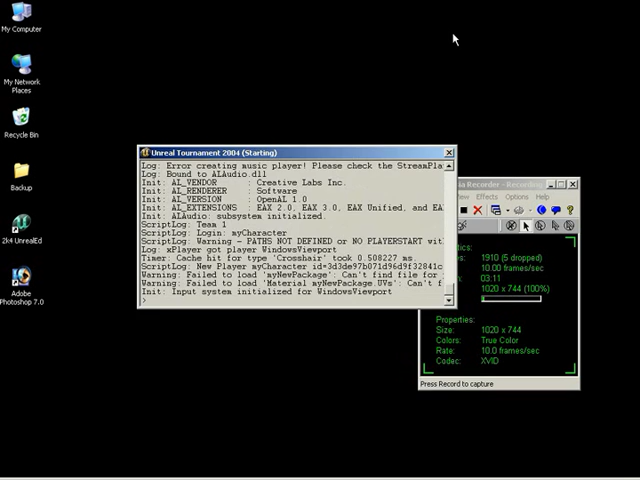 My Computer
My Network
Places
Recycle Bin
Backup
2k4 UnrealEd
Adobe
Photoshop 7.0
Unreal Tournament 2004 (Starting)
Log: Error creating music player! Please check the StreamPla
Log: Bound to ALAudio.dll
Init: AL_VENDOR : Creative Labs Inc.
Init: AL_RENDERER : Software
Init: AL_VERSION : OpenAL 1.0
Init: AL_EXTENSIONS : EAX 2.0, EAX 3.0, EAX Unified, and EA
Init: ALAudio: subsystem initialized.
ScriptLog: Team 1
ScriptLog: Login: myCharacter
ScriptLog: Warning - PATHS NOT DEFINED or NO PLAYERSTART wit
Log: xPlayer got player WindowsViewport
Timer: Cache hit for type 'Crosshair' took 0.508227 ms.
ScriptLog: New Player myCharacter id=3d3de97b071d96d9f32841c
Warning: Failed to load 'myNewPackage': Can't find file for
Warning: Failed to load 'Material myNewPackage.UVs': Can't f
Init: Input system initialized for WindowsViewport
>
ia Recorder - Recording
View Effects Options Help
tics:
1910 (5 dropped)
10.00 frames/sec
03:11
1020 x 744 (100%)
Properties:
Size: 1020 x 744
Colors: True Color
Rate: 10.0 frames/sec
Codec: XVID
Press Record to capture